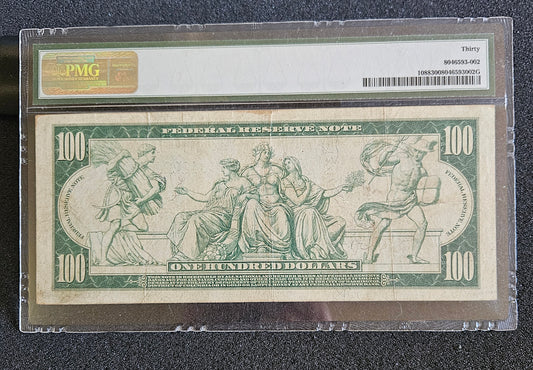 PMG
Thirty
8046593-002
10883008046593002G
FEDERAL RESERVE NOTE
100
100
FEDERAL RESERVE NOTE
FEDERAL RESERVE NOTE
100
100
ONE HUNDRED DOLLARS